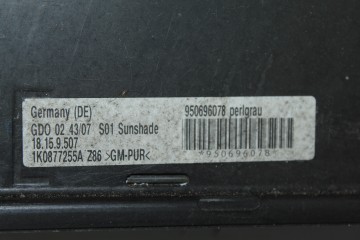 Germany (DE) 950696078 perlgrau
GDO 02 43/07 S01 Sunshade
18.15.9.507
1K0877255A Z86 >GM-PUR< *950696078*